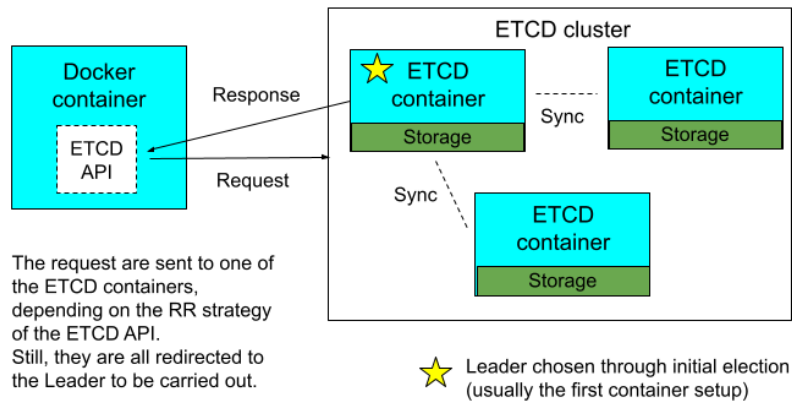 ETCD cluster
Docker
container
ETCD
API
Response
Request
ETCD
container
Storage
Sync
ETCD
container
Storage
Sync
ETCD
container
Storage
The request are sent to one of
the ETCD containers,
depending on the RR strategy
of the ETCD API.
Still, they are all redirected to
the Leader to be carried out.
Leader chosen through initial election
(usually the first container setup)